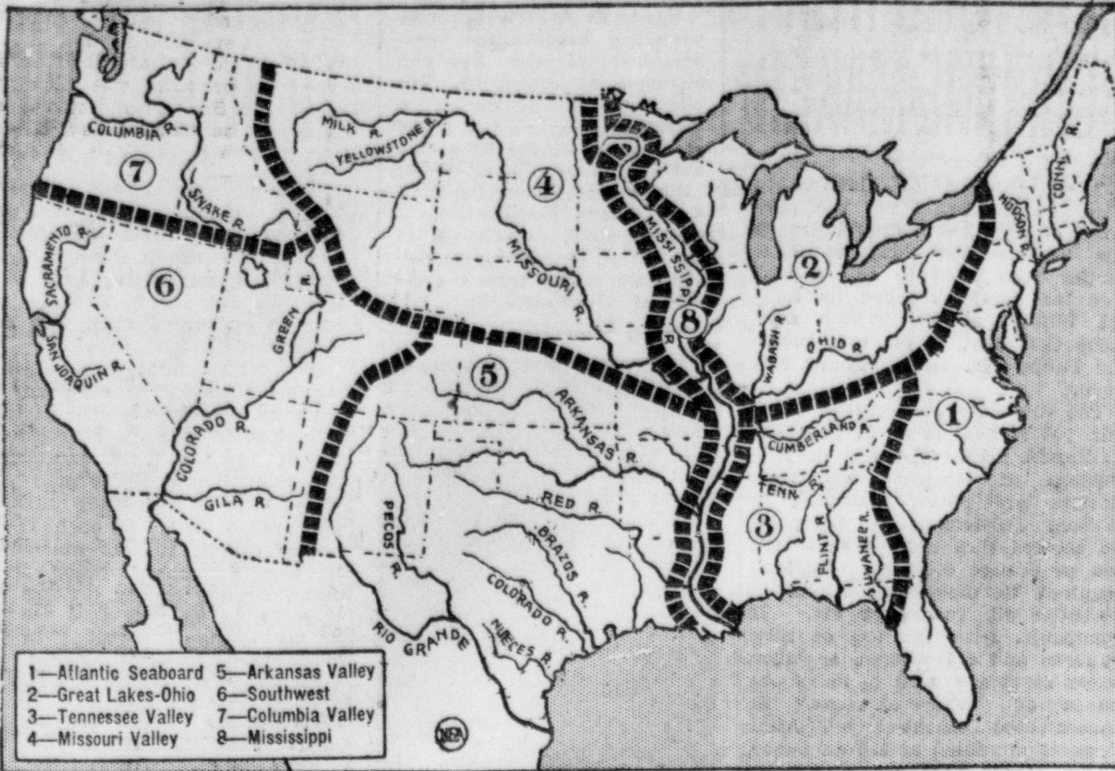 COLUMBIA R.
7
SNAKE R.
MILK R.
YELLOWSTONE R.
4
MISSOURI R.
MISSISSIPPI R.
8
2
HUDSON R.
CONN. R.
SACRAMENTO R.
6
SAN JOAQUIN R.
GREEN R.
WABASH R.
OHIO R.
5
ARKANSAS R.
1
CUMBERLAND R.
COLORADO R.
GILA R.
TENN. R.
3
RED R.
PECOS R.
BRAZOS R.
COLORADO R.
NUECES R.
RIO GRANDE
FLINT R.
SUWANEE R.
1—Atlantic Seaboard
2—Great Lakes-Ohio
3—Tennessee Valley
4—Missouri Valley
5—Arkansas Valley
6—Southwest
7—Columbia Valley
8—Mississippi
NEA